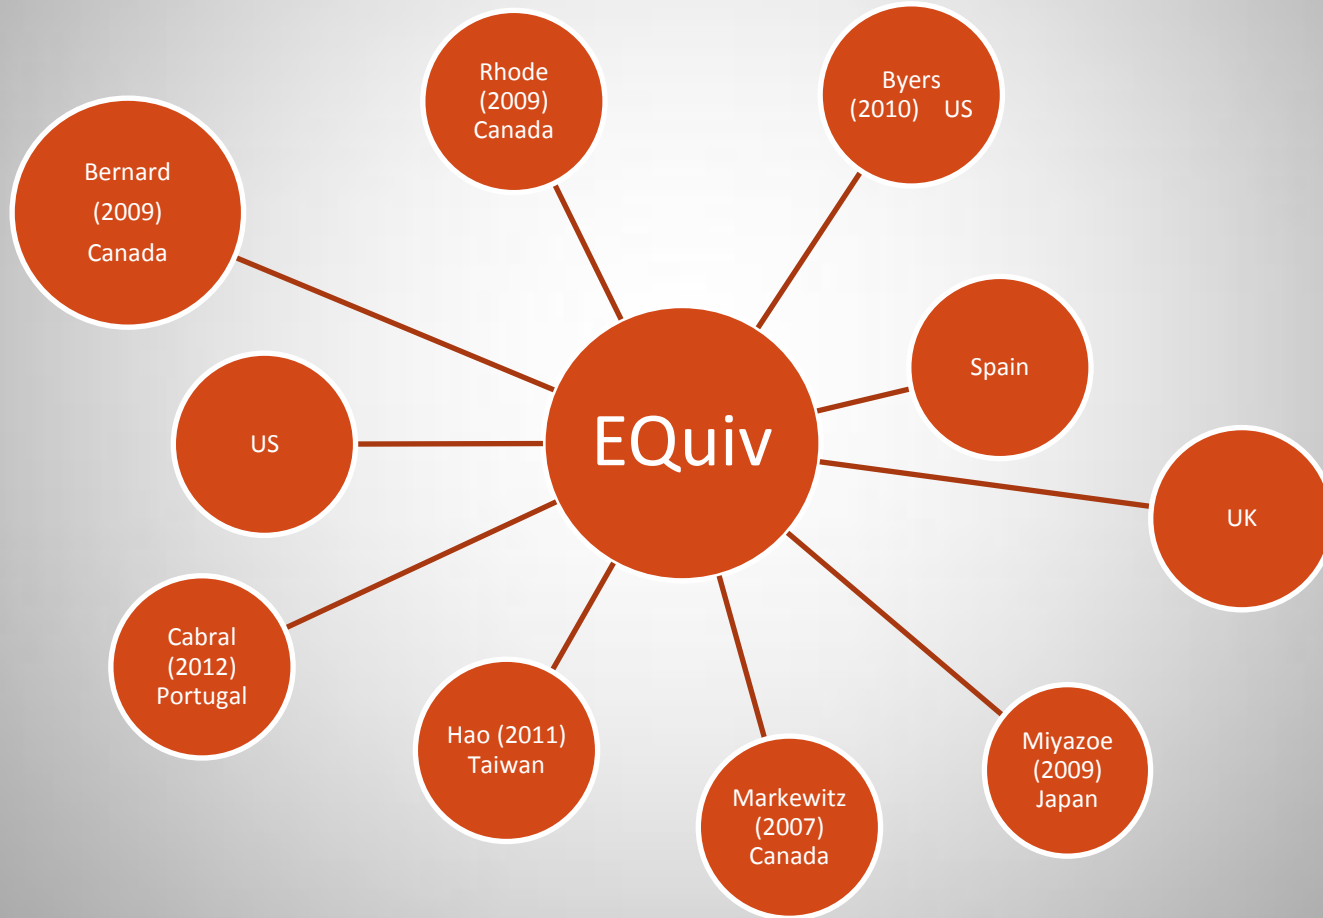 Rhode
(2009)
Canada
Byers
(2010) US
Bernard
(2009)
Canada
Spain
EQuiv
US
UK
Cabral
(2012)
Portugal
Hao (2011)
Taiwan
Miyazoe
(2009)
Japan
Markewitz
(2007)
Canada